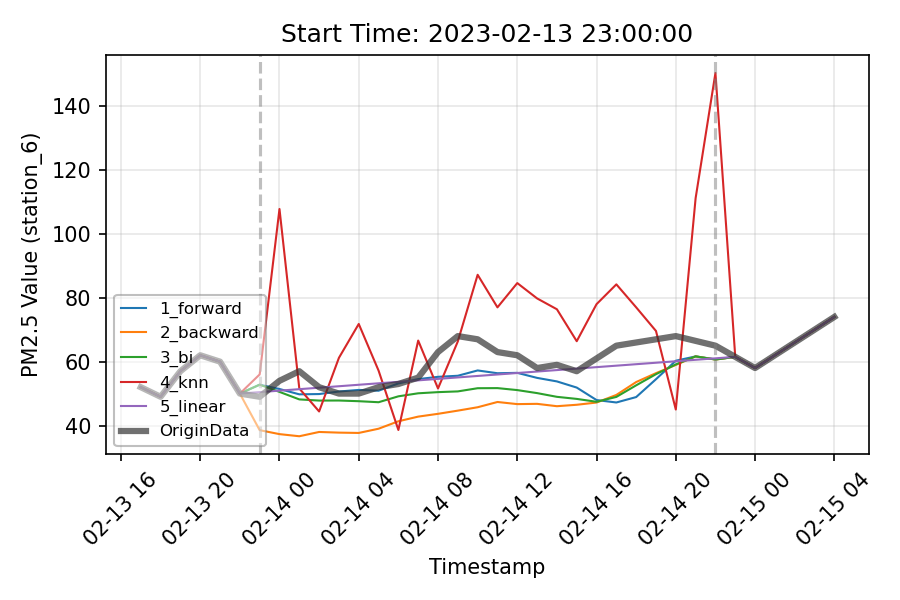 Start Time: 2023-02-13 23:00:00
PM2.5 Value (station_6)
140
120
100
80
60
40
1_forward
2_backward
3_bi
4_knn
5_linear
OriginData
02-13 16
02-13 20
02-14 00
02-14 04
02-14 08
02-14 12
02-14 16
02-14 20
02-15 00
02-15 04
Timestamp